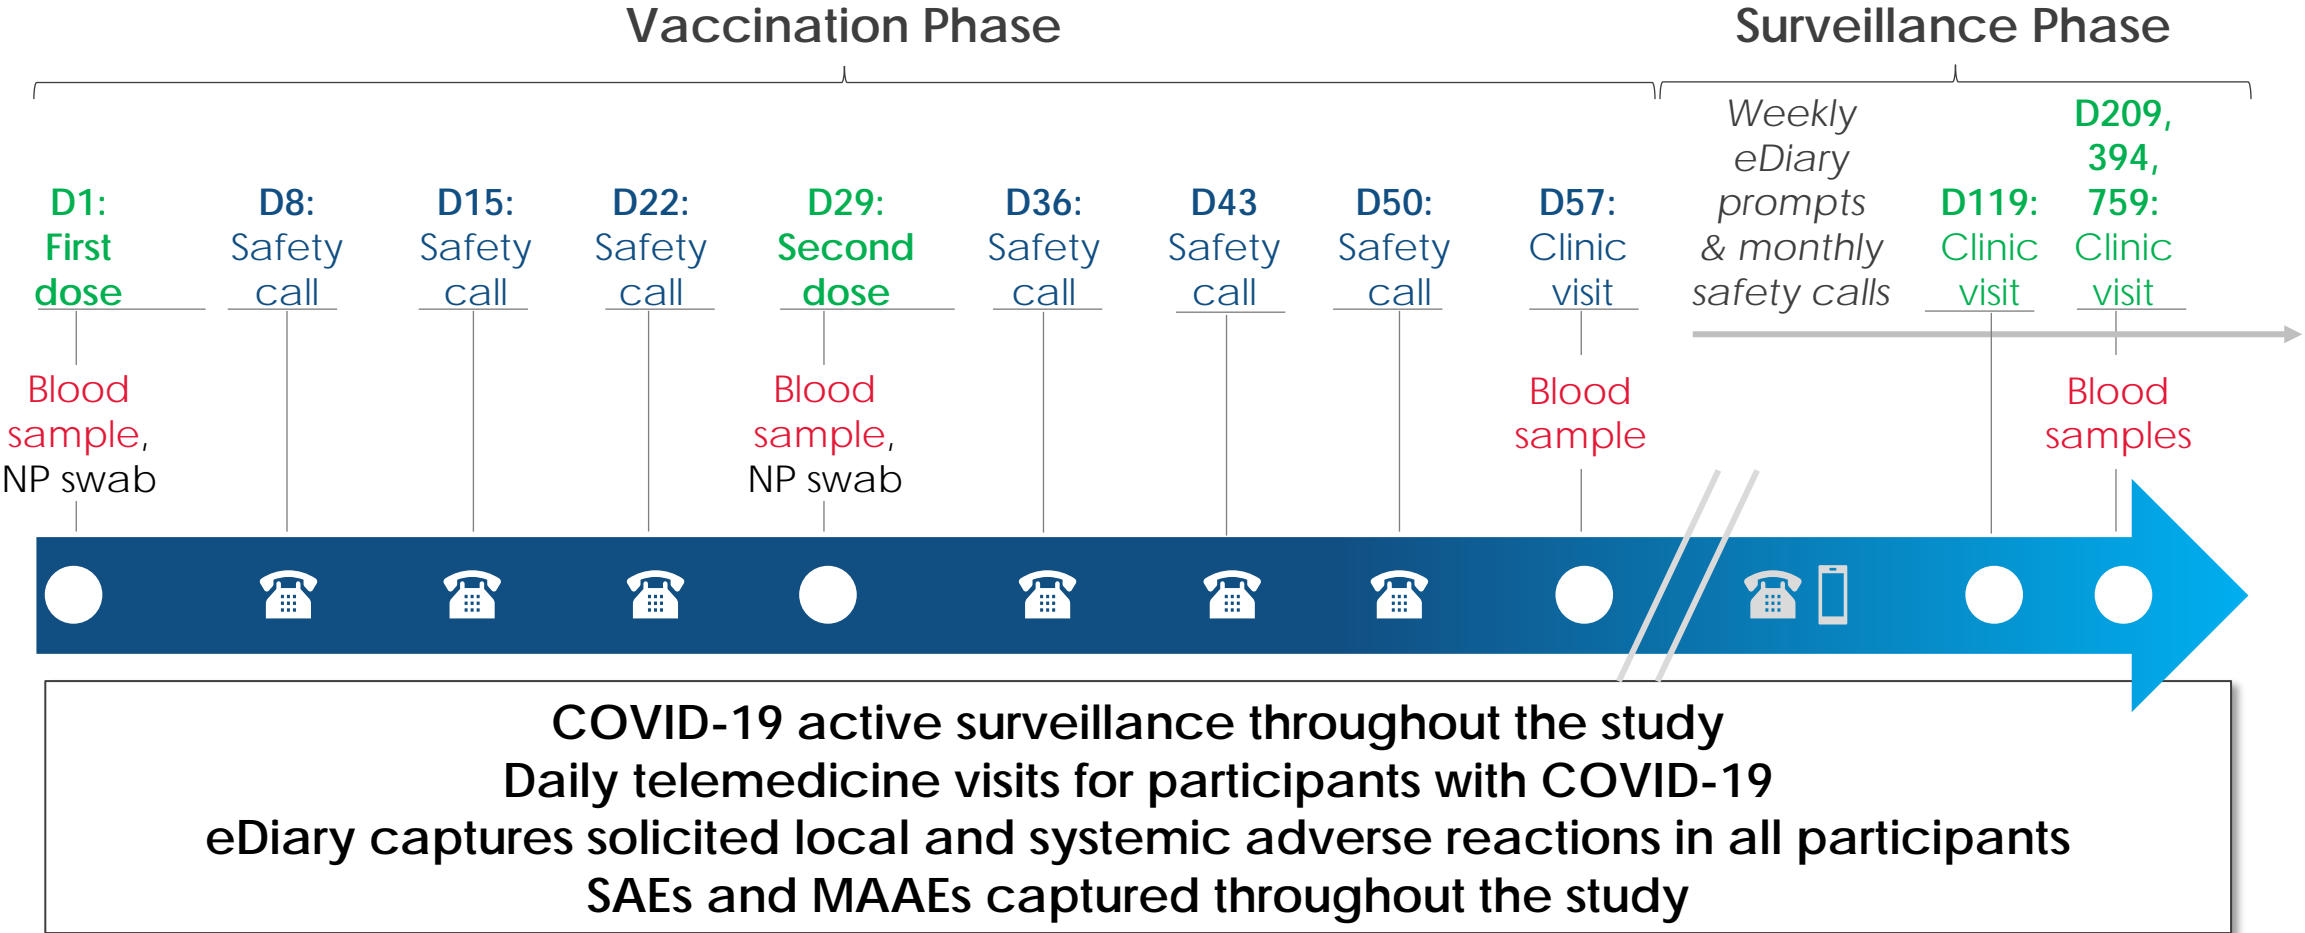 Vaccination Phase
Surveillance Phase
D1:
First
dose
D8:
Safety
call
D15:
Safety
call
D22:
Safety
call
D29:
Second
dose
D36:
Safety
call
D43
Safety
call
D50:
Safety
call
D57:
Clinic
visit
Weekly
eDiary
prompts
& monthly
safety calls
D119:
Clinic
visit
D209,
394,
759:
Clinic
visit
Blood
sample,
NP swab
Blood
sample,
NP swab
Blood
sample
Blood
samples
COVID-19 active surveillance throughout the study
Daily telemedicine visits for participants with COVID-19
eDiary captures solicited local and systemic adverse reactions in all participants
SAEs and MAAEs captured throughout the study